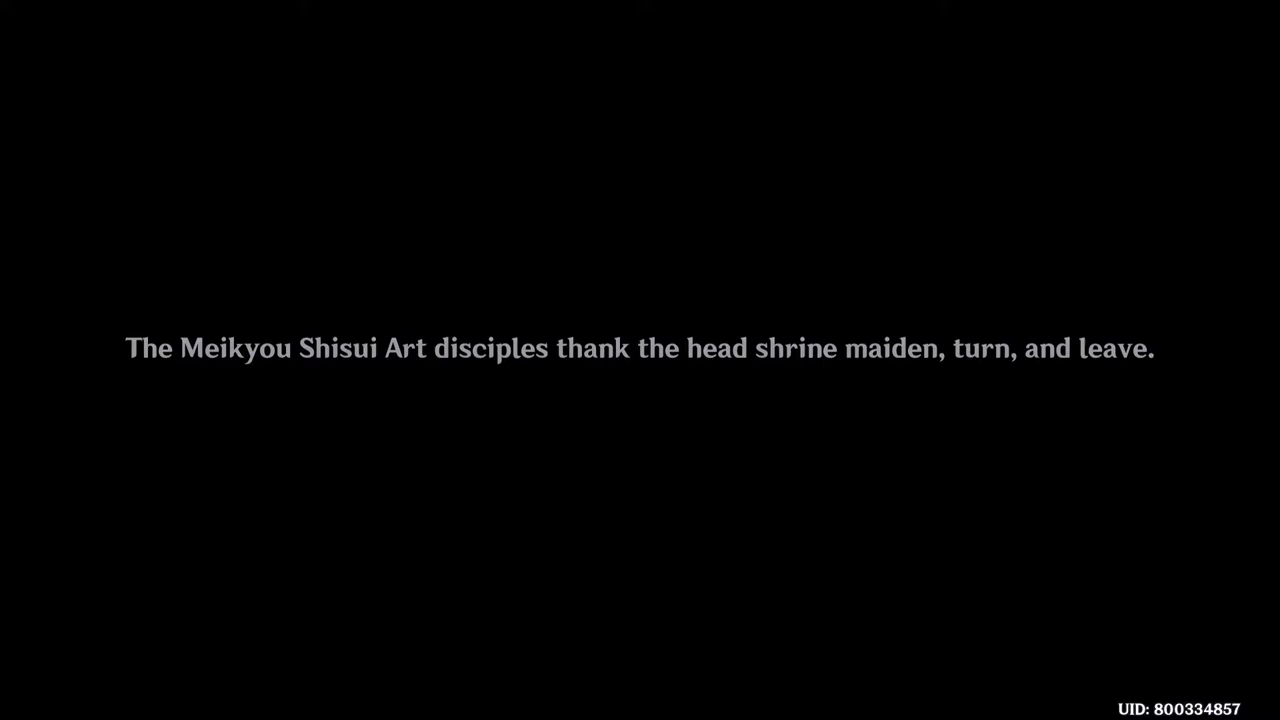 The Meikyou Shisui Art disciples thank the head shrine maiden, turn, and leave.
UID: 800334857